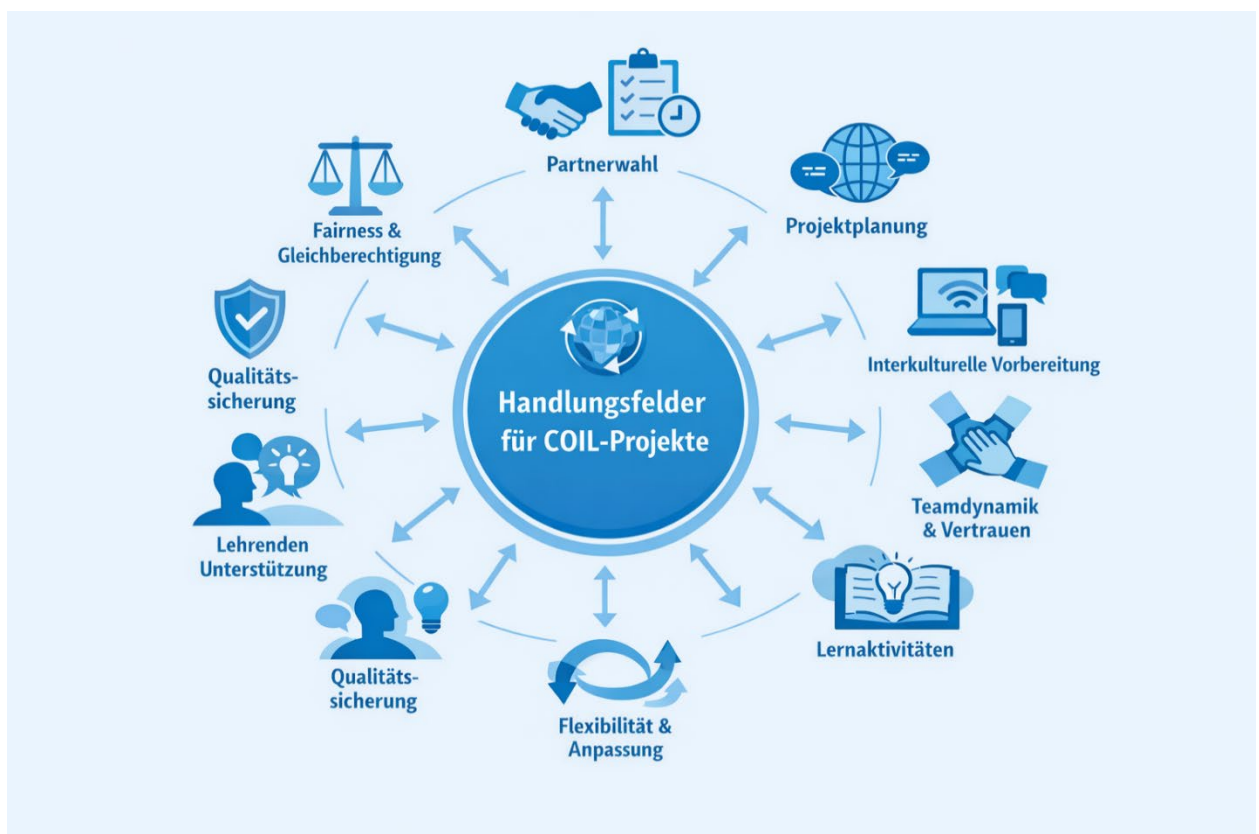 Partnerwahl
Projektplanung
Interkulturelle Vorbereitung
Teamdynamik
& Vertrauen
Lernaktivitäten
Flexibilität &
Anpassung
Qualitäts-
sicherung
Lehrenden
Unterstützung
Qualitäts-
sicherung
Fairness &
Gleichberechtigung
Handlungsfelder
für COIL-Projekte